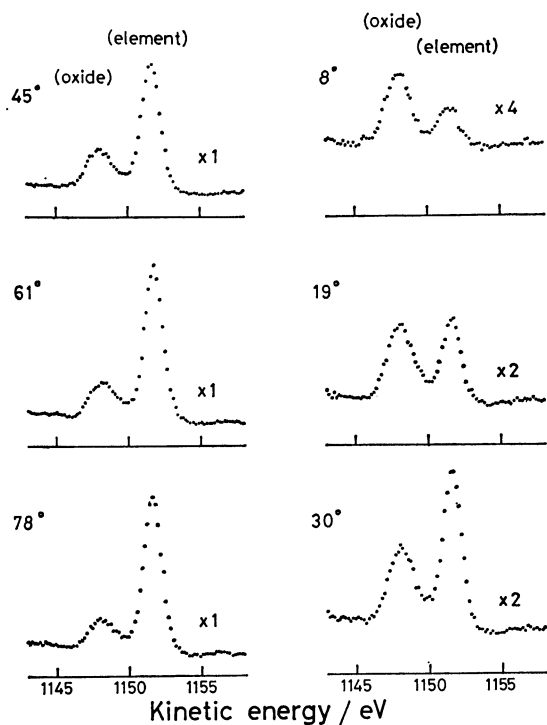 (element)
(oxide)
45°
x1
61°
x1
78°
x1
1145 1150 1155
(oxide)
(element)
8°
x4
19°
x2
30°
x2
1145 1150 1155
Kinetic energy / eV